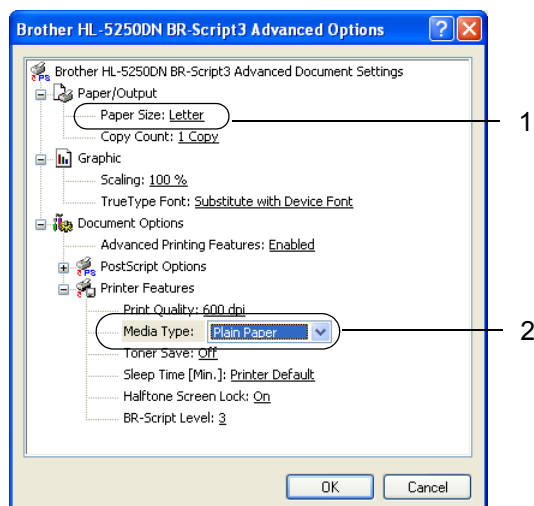 Brother HL-5250DN BR-Script3 Advanced Options
Brother HL-5250DN BR-Script3 Advanced Document Settings
Paper/Output
Paper Size: Letter
1
Copy Count: 1 Copy
Graphic
Scaling: 100 %
TrueType Font: Substitute with Device Font
Document Options
Advanced Printing Features: Enabled
PostScript Options
Printer Features
Print Quality: 600 dpi
Media Type: Plain Paper
2
Toner Save: Off
Sleep Time [Min.]: Printer Default
Halftone Screen Lock: On
BR-Script Level: 3
OK Cancel